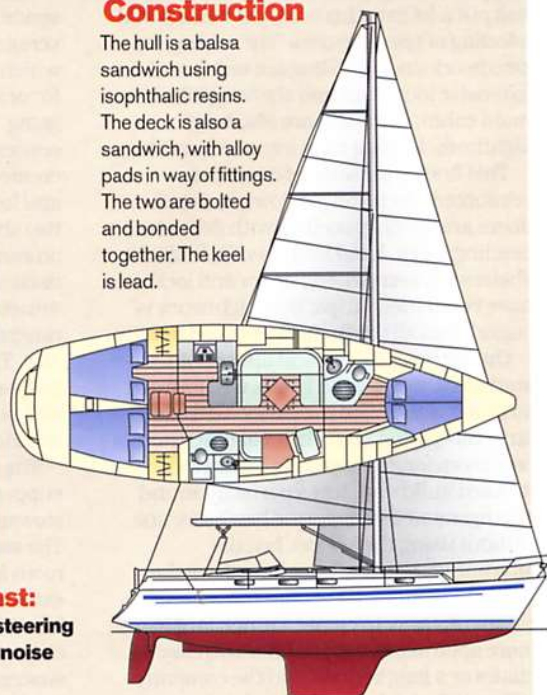 Construction
The hull is a balsa
sandwich using
isophthalic resins.
The deck is also a
sandwich, with alloy
pads in way of fittings.
The two are bolted
and bonded
together. The keel
is lead.
st:
steering
noise